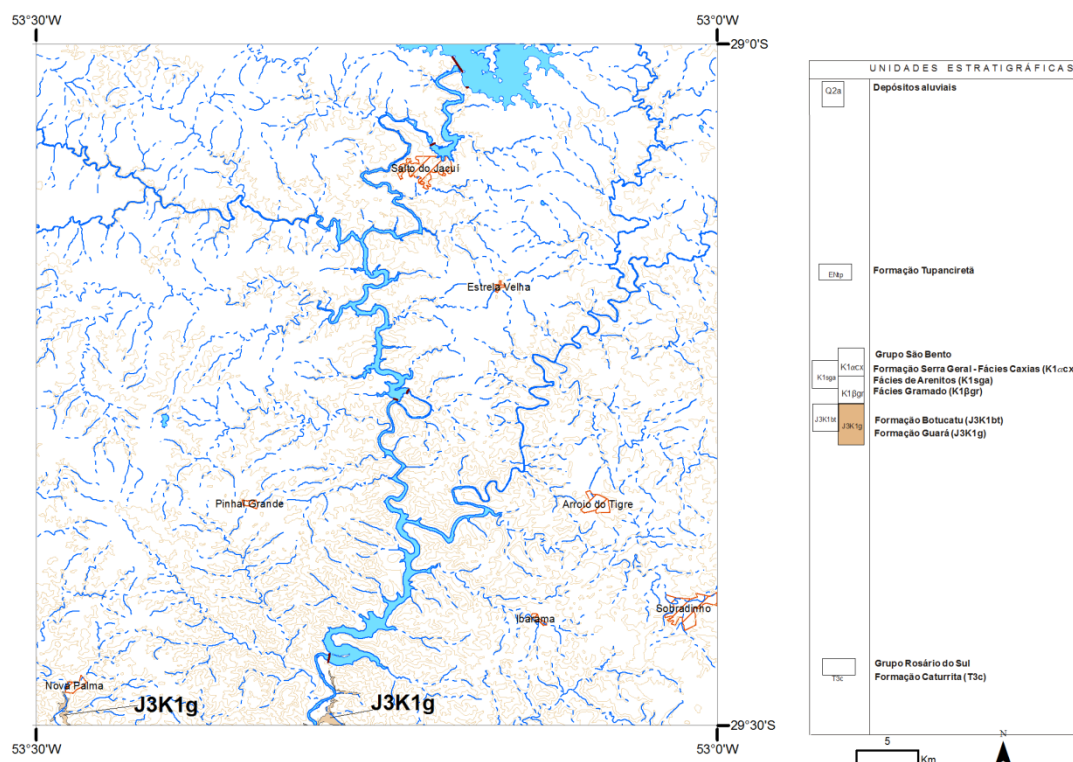 53°30'W
53°0'W
29°0'S
Salto do Jacuí
Estrela Velha
Pinhal Grande
Arroio do Tigre
Ibarama
Sobradinho
Nova Palma
J3K1g
J3K1g
29°30'S
53°30'W
53°0'W
UNIDADES ESTRATIGRÁFICAS
Q2a
Depósitos aluviais
ENtp
Formação Tupanciretã
Grupo São Bento
K1αcx
Formação Serra Geral - Fácies Caxias (K1αcx
K1sga
Fácies de Arenitos (K1sga)
K1βgr
Fácies Gramado (K1βgr)
J3K1bt
Formação Botucatu (J3K1bt)
J3K1g
Formação Guará (J3K1g)
Grupo Rosário do Sul
T3c
Formação Caturrita (T3c)
5
Km
N